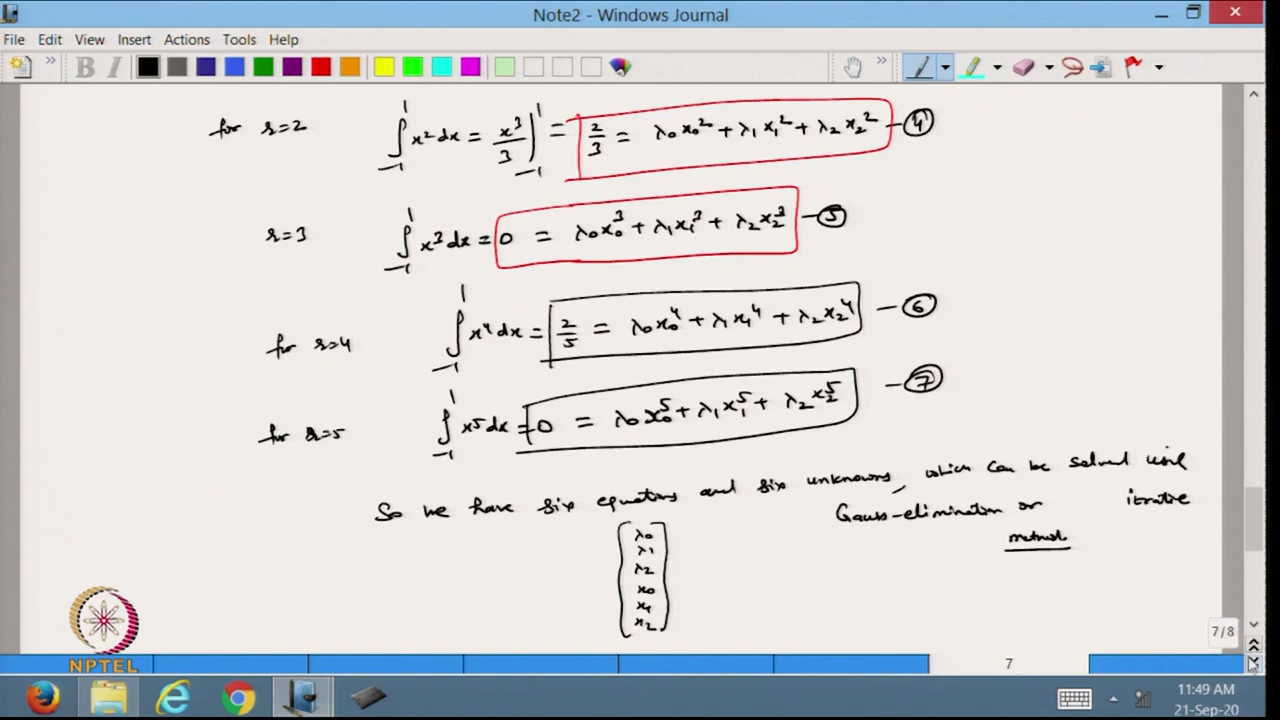 Note2 - Windows Journal
File Edit View Insert Actions Tools Help
for r=2 ∫₋₁¹ x² dx = x³/3 |₋₁¹ = 2/3 = λ₀x₀² + λ₁x₁² + λ₂x₂² — ④
r=3 ∫₋₁¹ x³ dx = 0 = λ₀x₀³ + λ₁x₁³ + λ₂x₂³ — ⑤
for r=4 ∫₋₁¹ x⁴ dx = 2/5 = λ₀x₀⁴ + λ₁x₁⁴ + λ₂x₂⁴ — ⑥
for r=5 ∫₋₁¹ x⁵ dx = 0 = λ₀x₀⁵ + λ₁x₁⁵ + λ₂x₂⁵ — ⑦
So we have six equations and six unknowns, which can be solved
Gauss-elimination or iterative
method
λ₀
λ₁
λ₂
x₀
x₁
x₂
NPTEL
7/8
7
11:49 AM
21-Sep-20